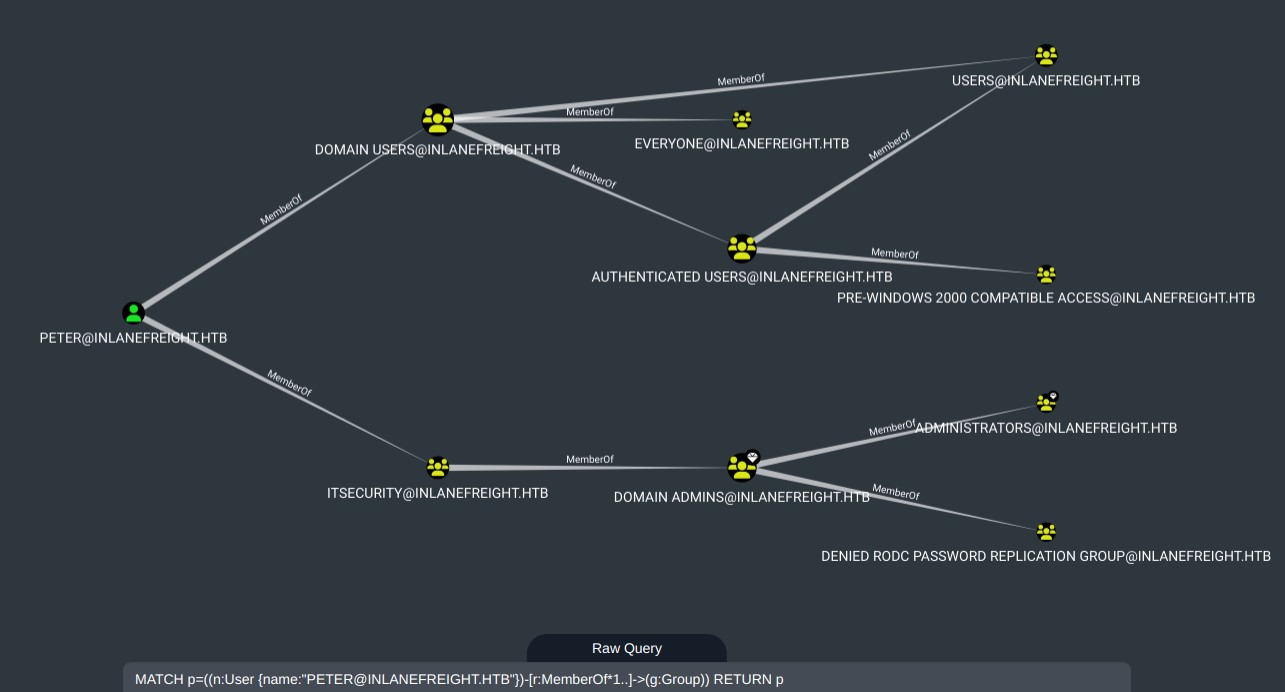 MemberOf
USERS@INLANEFREIGHT.HTB
MemberOf
EVERYONE@INLANEFREIGHT.HTB
DOMAIN USERS@INLANEFREIGHT.HTB
MemberOf
MemberOf
MemberOf
MemberOf
AUTHENTICATED USERS@INLANEFREIGHT.HTB
PRE-WINDOWS 2000 COMPATIBLE ACCESS@INLANEFREIGHT.HTB
PETER@INLANEFREIGHT.HTB
MemberOf
MemberOf
ADMINISTRATORS@INLANEFREIGHT.HTB
MemberOf
ITSECURITY@INLANEFREIGHT.HTB
DOMAIN ADMINS@INLANEFREIGHT.HTB
MemberOf
DENIED RODC PASSWORD REPLICATION GROUP@INLANEFREIGHT.HTB
Raw Query
MATCH p=((n:User {name:"PETER@INLANEFREIGHT.HTB"})-[r:MemberOf*1..]->(g:Group)) RETURN p